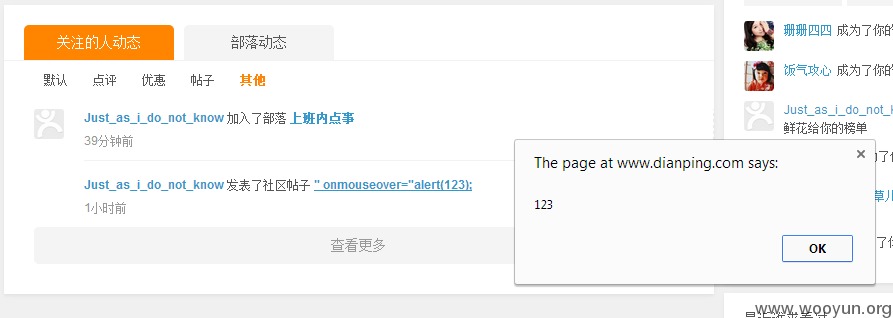 关注的人动态
部落动态
默认 点评 优惠 帖子 其他
Just_as_i_do_not_know 加入了部落 上班内点事
39分钟前
Just_as_i_do_not_know 发表了社区帖子 " onmouseover="alert(123);
1小时前
查看更多
珊珊四四 成为了你的
饭气攻心 成为了你的
Just_as_i_do_not_k
鲜花给你的榜单
The page at www.dianping.com says:
123
OK
www.wooyun.org